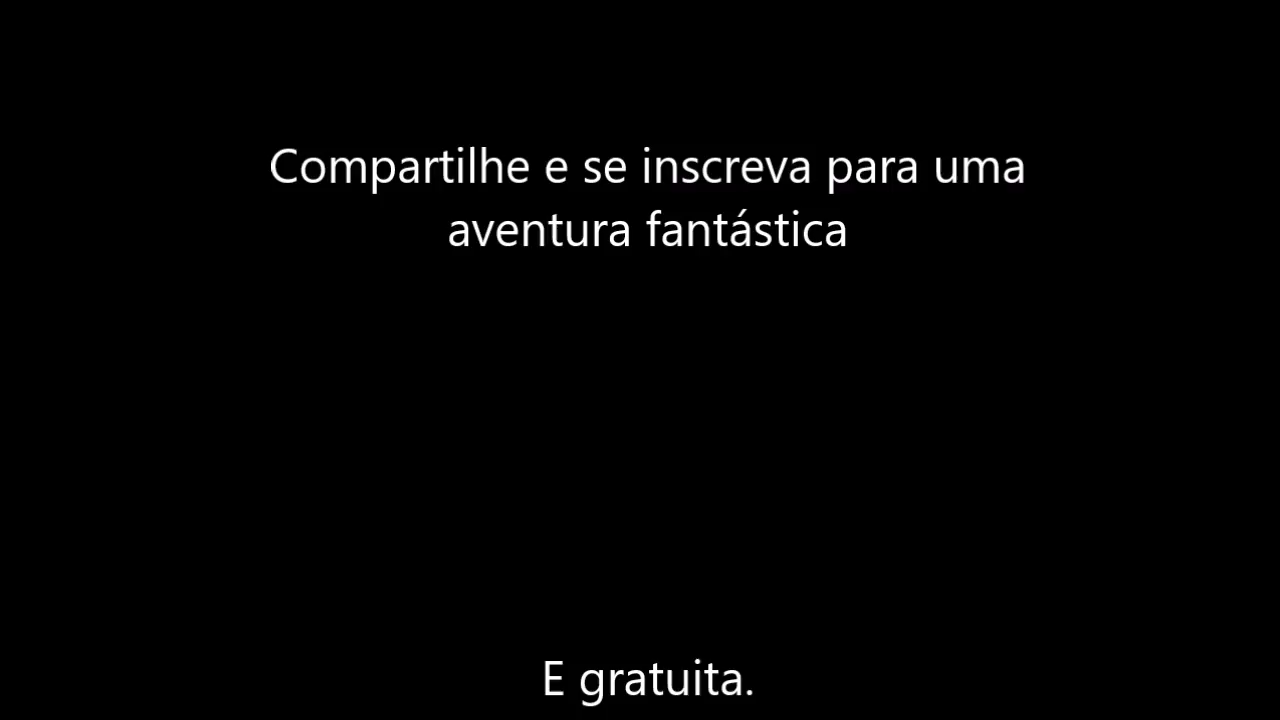 Compartilhe e se inscreva para uma
aventura fantástica
E gratuita.